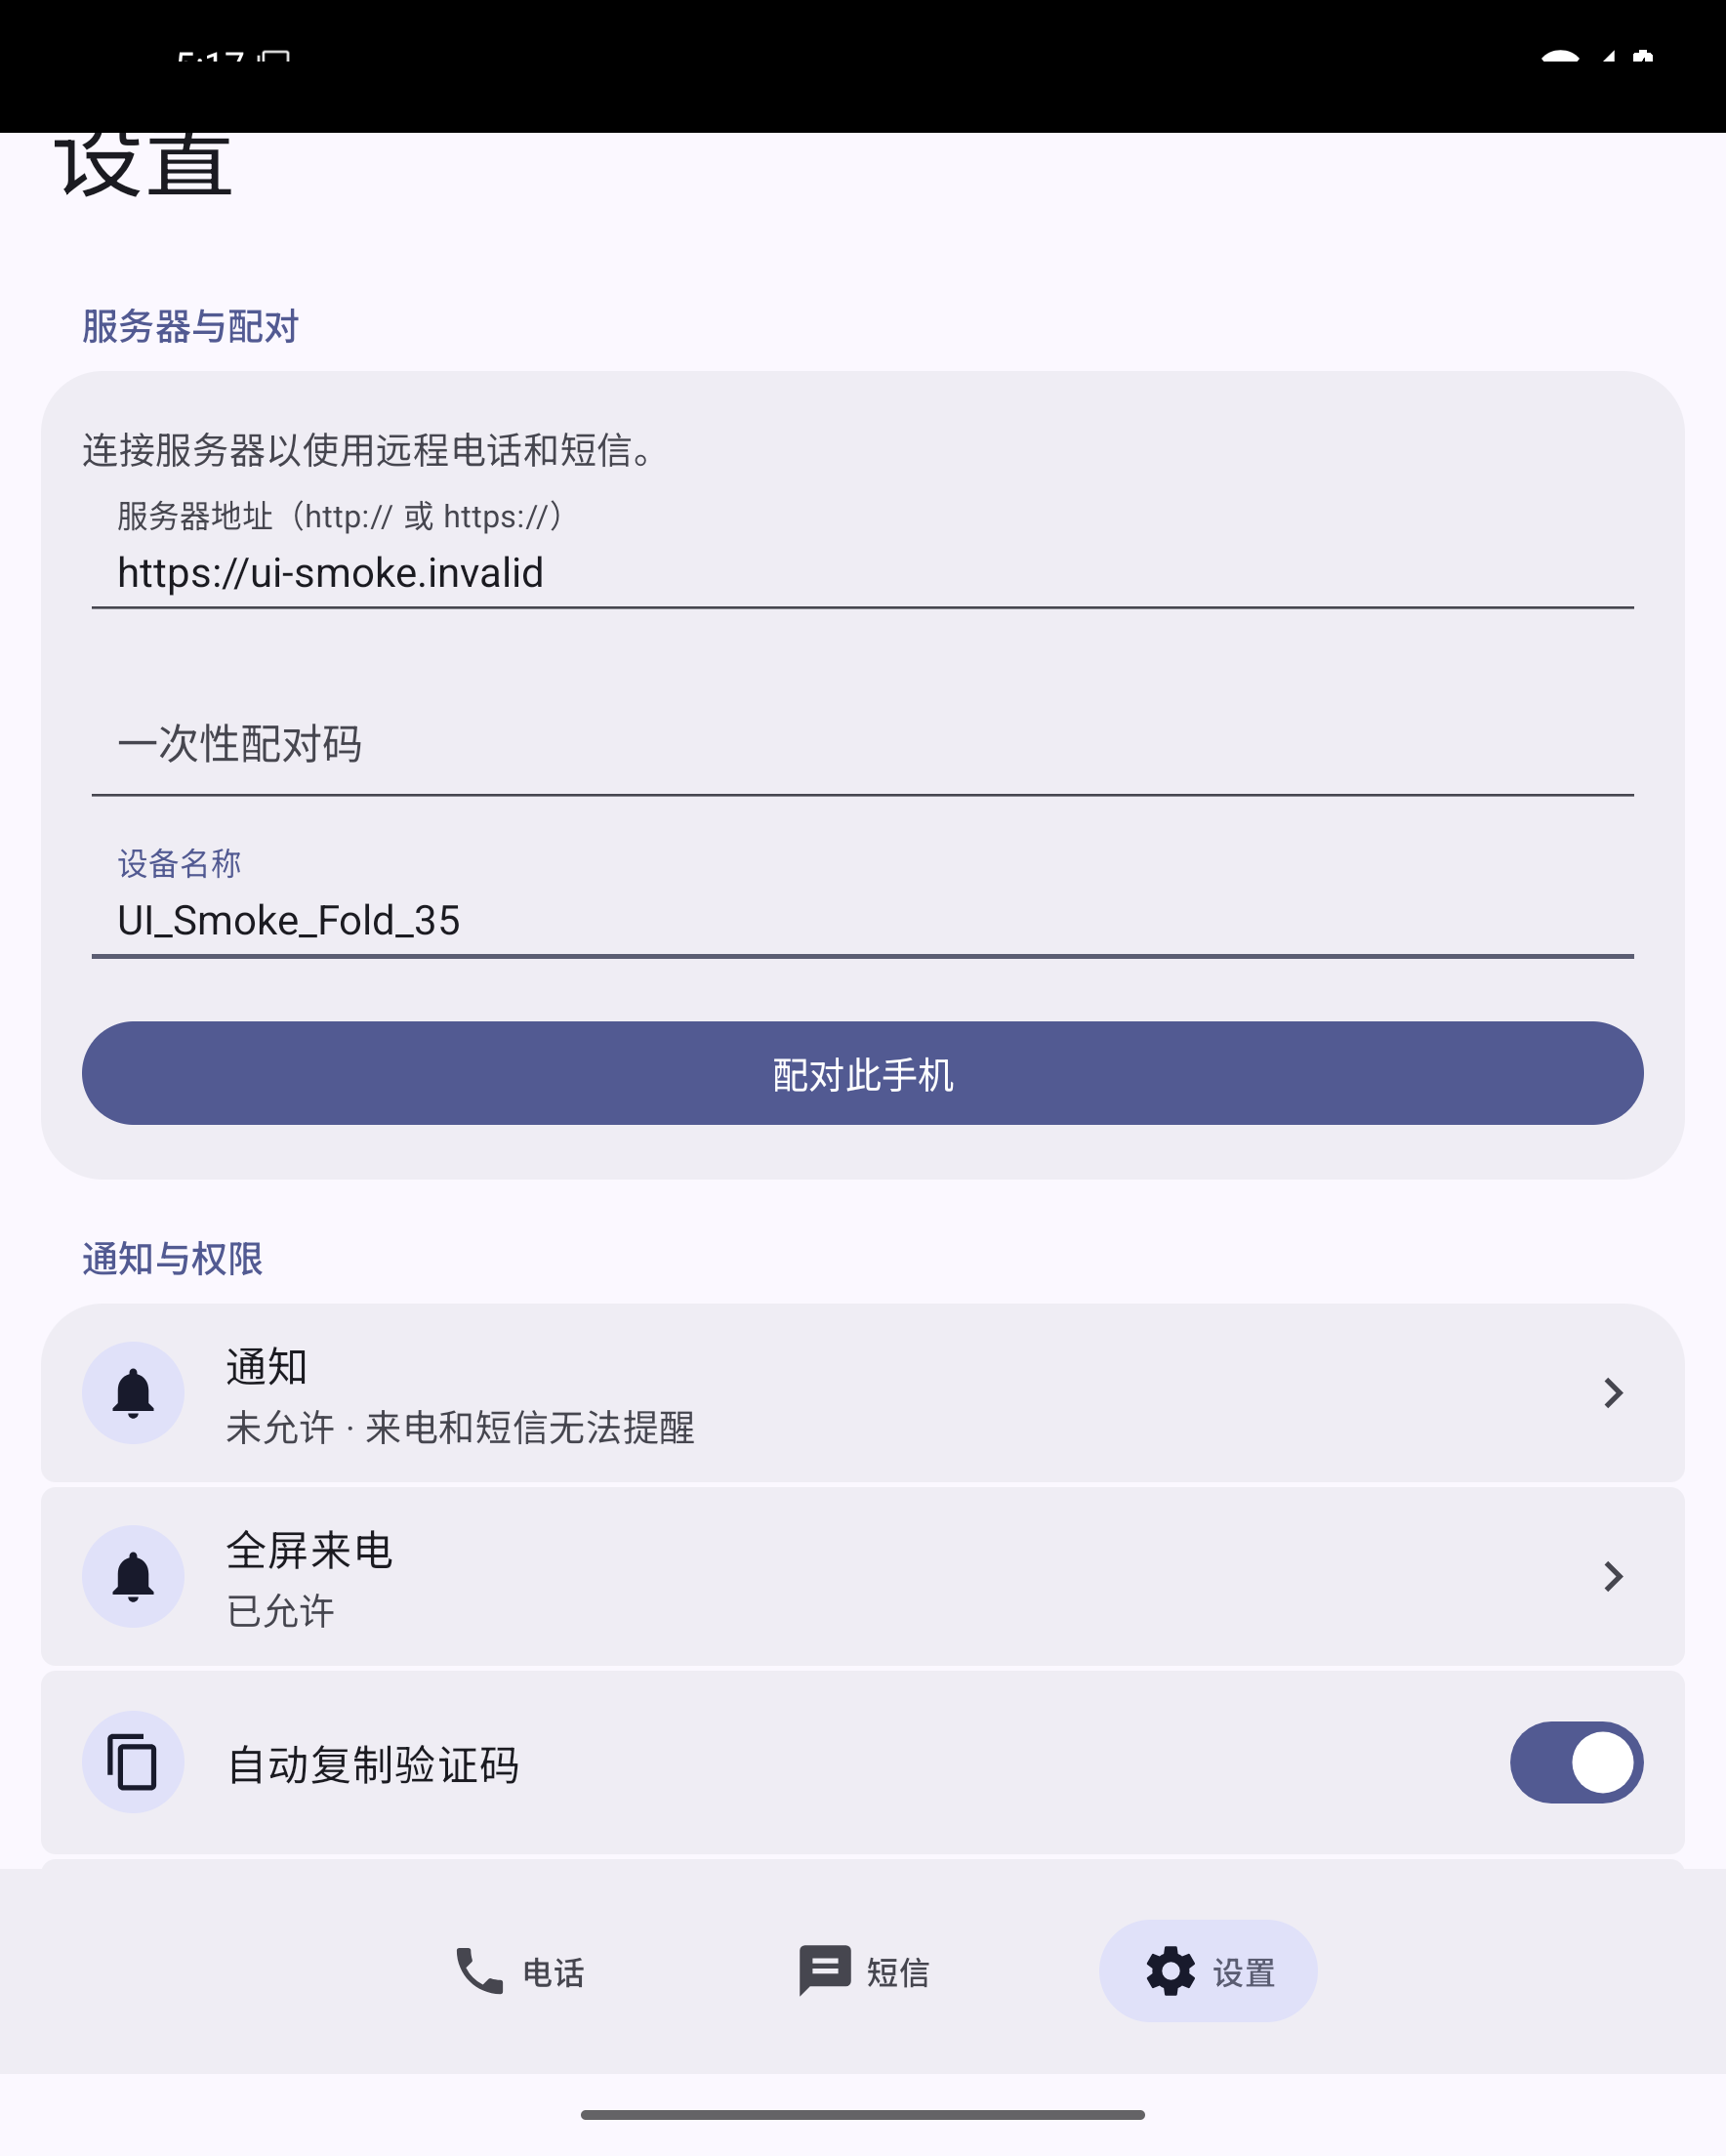 5:17
设置
服务器与配对
连接服务器以使用远程电话和短信。
服务器地址（http:// 或 https://）
https://ui-smoke.invalid
一次性配对码
设备名称
UI_Smoke_Fold_35
配对此手机
通知与权限
通知
未允许 · 来电和短信无法提醒
全屏来电
已允许
自动复制验证码
电话
短信
设置